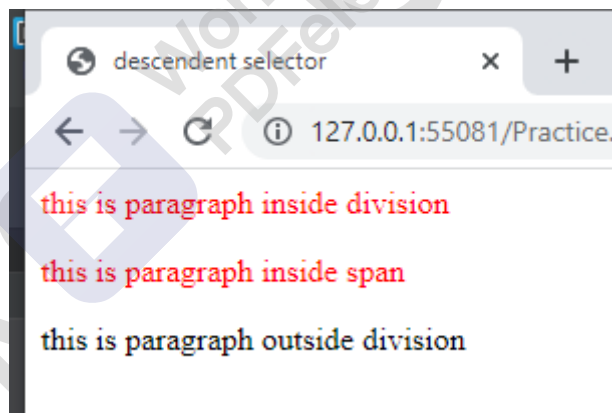 descendent selector
127.0.0.1:55081/Practice.
this is paragraph inside division
this is paragraph inside span
this is paragraph outside division